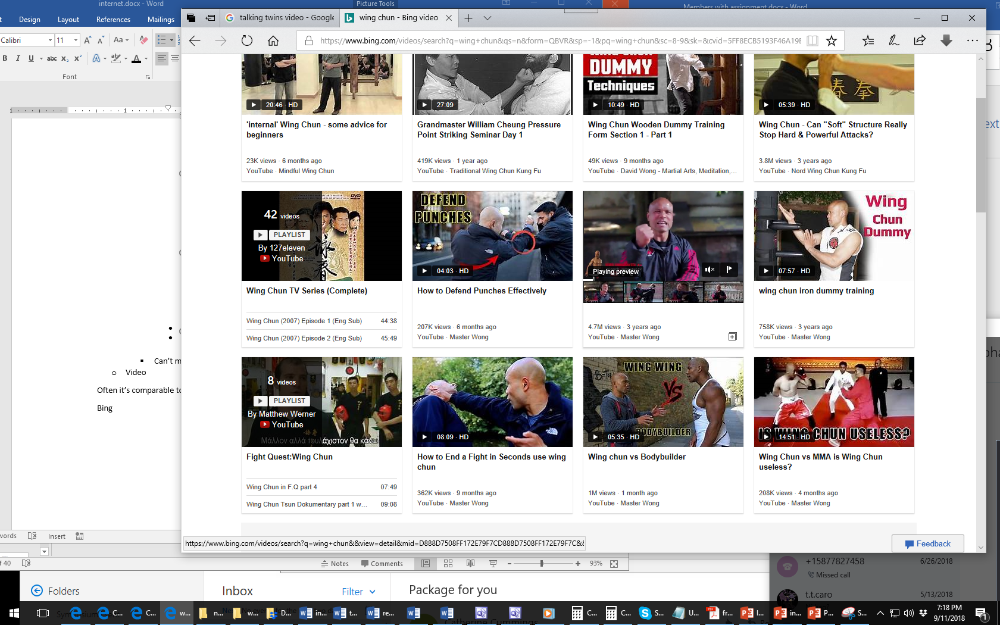 internet.docx - Word
Picture Tools
Members with assignment.docx - Word
Design
Layout
References
Mailings
talking twins video - Google
wing chun - Bing video
https://www.bing.com/videos/search?q=wing+chun&qs=n&form=QBVR&sp=-1&pq=wing+chun&sc=8-9&sk=&cvid=5FF8ECB5193F46A19E
Calibri
11
Font
DUMMY
Techniques
20:46 · HD
27:09
10:49 · HD
05:39 · HD
'internal' Wing Chun - some advice for
beginners
Grandmaster William Cheung Pressure
Point Striking Seminar Day 1
Wing Chun Wooden Dummy Training
Form Section 1 - Part 1
Wing Chun - Can "Soft" Structure Really
Stop Hard & Powerful Attacks?
23K views · 6 months ago
YouTube · Mindful Wing Chun
419K views · 1 year ago
YouTube · Traditional Wing Chun Kung Fu
49K views · 9 months ago
YouTube · David Wong - Martial Arts, Meditation,...
3.8M views · 3 years ago
YouTube · Nord Wing Chun Kung Fu
DVD
42 videos
PLAYLIST
By 127eleven
YouTube
詠春
DEFEND
PUNCHES
04:03 · HD
Playing preview
Wing
Chun
Dummy
07:57 · HD
Wing Chun TV Series (Complete)
Wing Chun (2007) Episode 1 (Eng Sub) 44:38
Wing Chun (2007) Episode 2 (Eng Sub) 45:49
How to Defend Punches Effectively
207K views · 6 months ago
YouTube · Master Wong
4.7M views · 3 years ago
YouTube · Master Wong
wing chun iron dummy training
758K views · 3 years ago
YouTube · Master Wong
Can't m
Video
Often it's comparable to
Bing
8 videos
PLAYLIST
By Matthew Werner
YouTube
Μάλλον αλλά τουλάχιστον θα κάνω
08:09 · HD
WING WING
VS
BODYBUILDER
05:35 · HD
IS WING CHUN USELESS?
14:51 · HD
Fight Quest:Wing Chun
Wing Chun in F.Q part 4 07:49
Wing Chun Tsun Dokumentary part 1 w... 09:08
How to End a Fight in Seconds use wing
chun
362K views · 9 months ago
YouTube · Master Wong
Wing chun vs Bodybuilder
1M views · 1 month ago
YouTube · Master Wong
Wing Chun vs MMA is Wing Chun
useless?
208K views · 4 months ago
YouTube · Master Wong
Insert
https://www.bing.com/videos/search?q=wing+chun&&view=detail&mid=D888D7508FF172E79F7CD888D7508FF172E79F7C&&
Feedback
f 40
Notes
Comments
93%
+15877827458 6/26/2018
Missed call
t.t.caro 5/13/2018
Folders
Inbox
Filter
Package for you
C...
C...
w...
n...
w...
in...
t...
re...
C...
C...
S...
U...
fr...
I...
in...
P...
S...
7:18 PM
9/11/2018
1